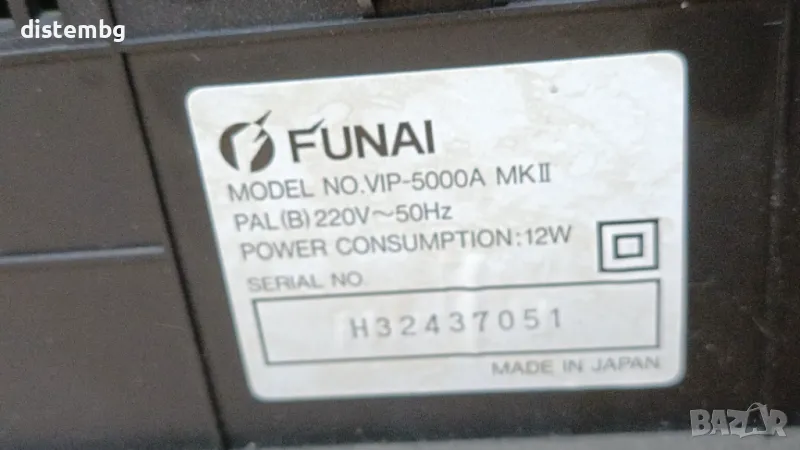 distembg
FUNAI
MODEL NO.VIP-5000A MKII
PAL(B) 220V~50Hz
POWER CONSUMPTION:12W
SERIAL NO.
H32437051
MADE IN JAPAN
BAZAR